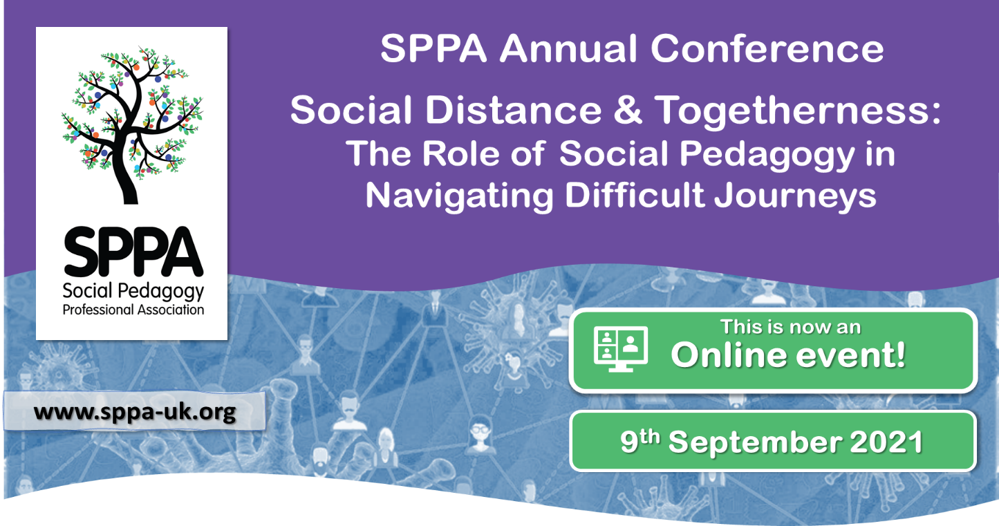 SPPA Annual Conference
Social Distance & Togetherness:
The Role of Social Pedagogy in
Navigating Difficult Journeys
SPPA
Social Pedagogy
Professional Association
This is now an
Online event!
www.sppa-uk.org
9th September 2021